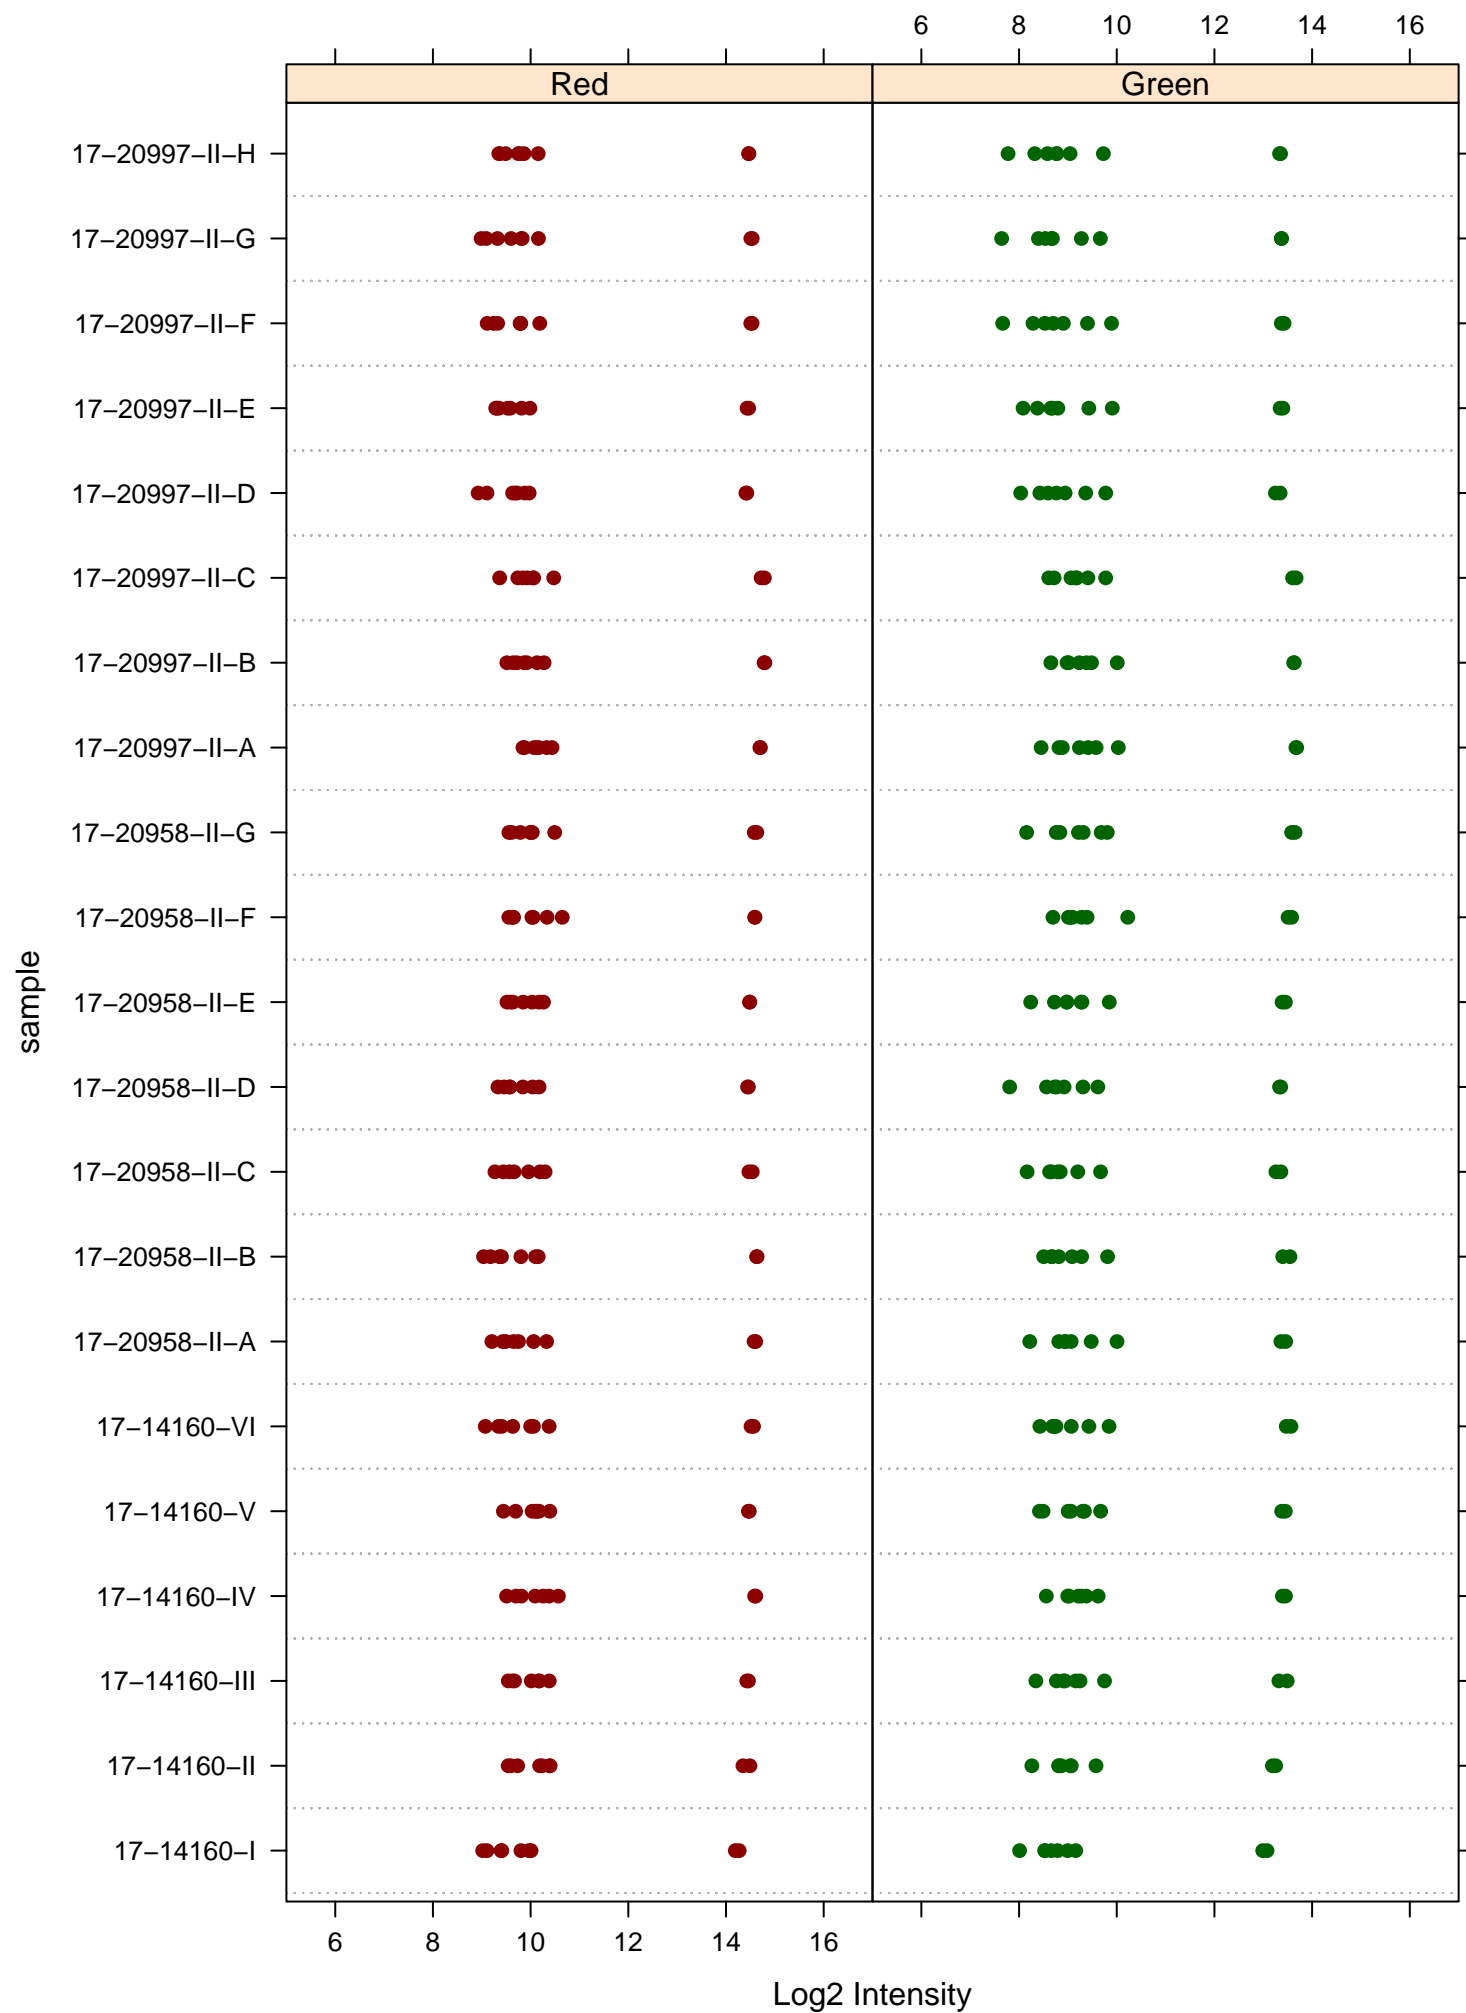 6 8 10 12 14 16
Red Green
17−20997−II−H
17−20997−II−G
17−20997−II−F
17−20997−II−E
17−20997−II−D
17−20997−II−C
17−20997−II−B
17−20997−II−A
17−20958−II−G
17−20958−II−F
17−20958−II−E
17−20958−II−D
17−20958−II−C
17−20958−II−B
17−20958−II−A
17−14160−VI
17−14160−V
17−14160−IV
17−14160−III
17−14160−II
17−14160−I
sample
6 8 10 12 14 16
Log2 Intensity